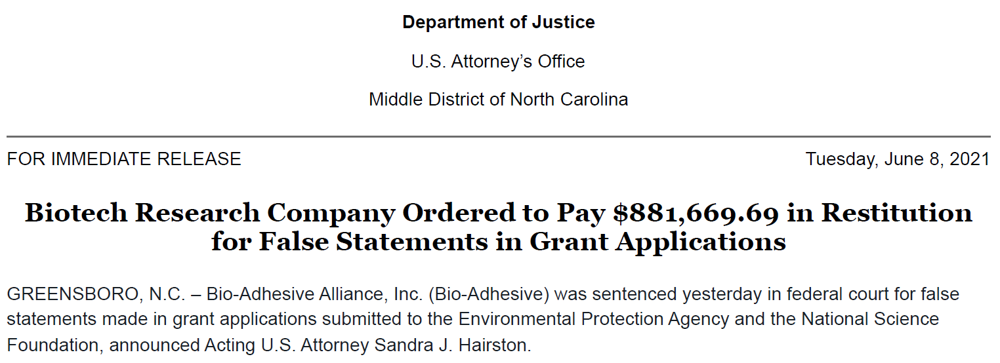 Department of Justice
U.S. Attorney’s Office
Middle District of North Carolina
FOR IMMEDIATE RELEASE Tuesday, June 8, 2021
Biotech Research Company Ordered to Pay $881,669.69 in Restitution
for False Statements in Grant Applications
GREENSBORO, N.C. – Bio-Adhesive Alliance, Inc. (Bio-Adhesive) was sentenced yesterday in federal court for false
statements made in grant applications submitted to the Environmental Protection Agency and the National Science
Foundation, announced Acting U.S. Attorney Sandra J. Hairston.